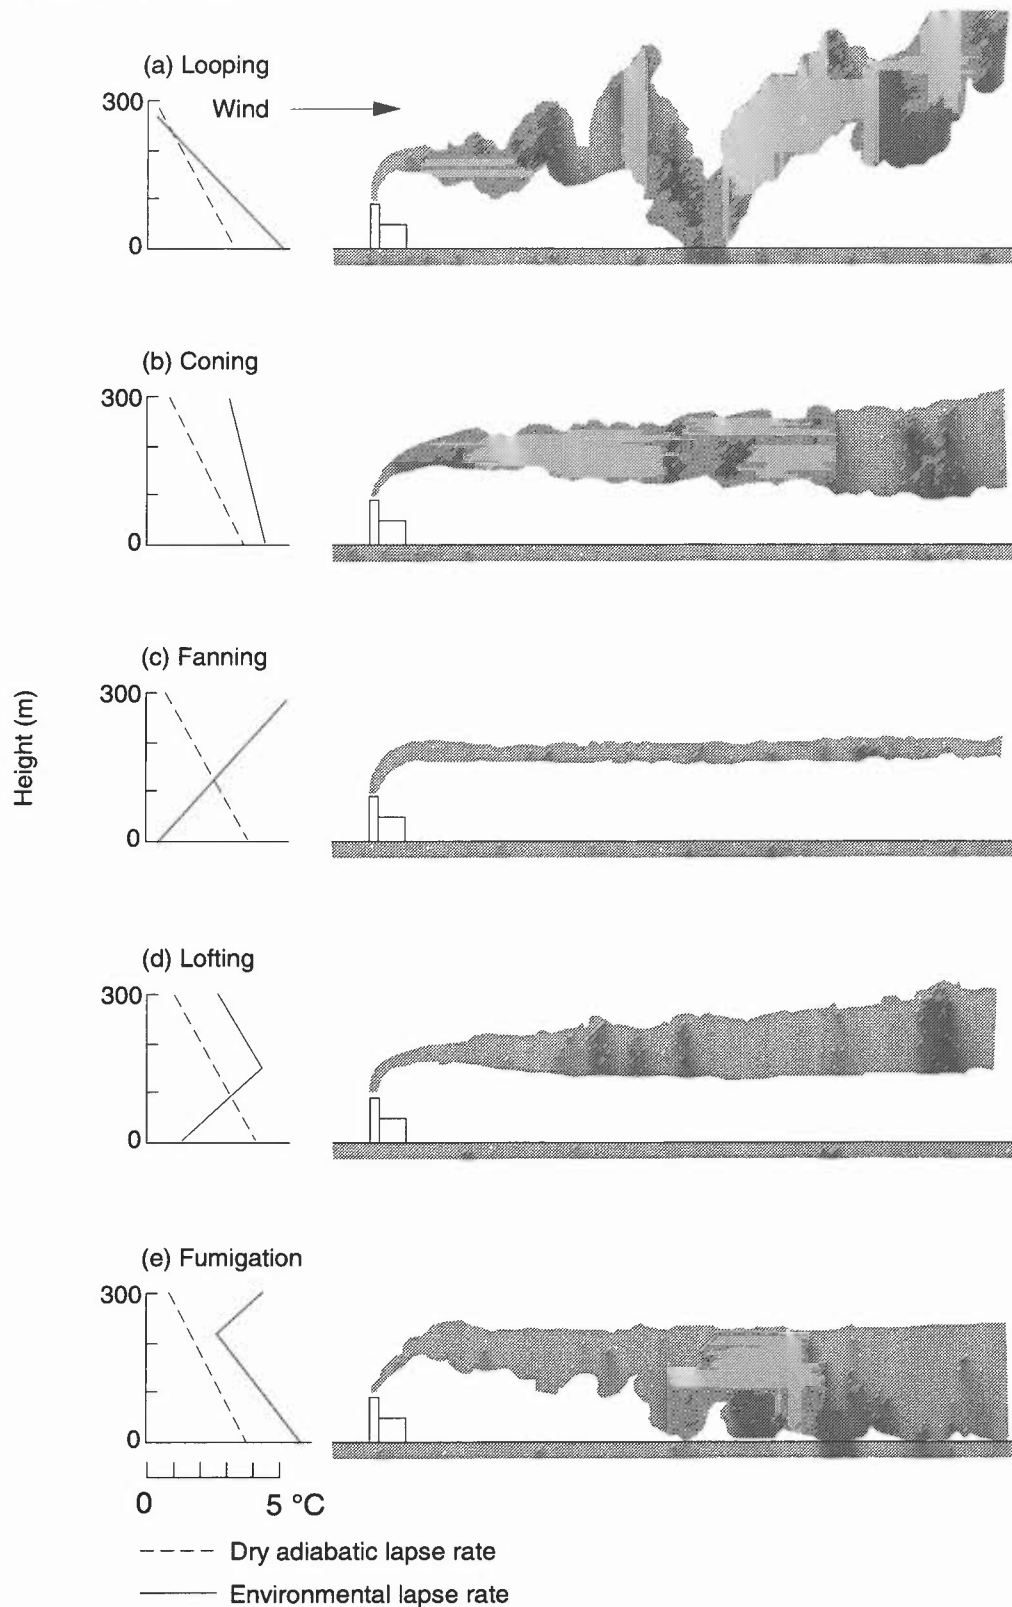 (a) Looping
300
Wind
0
(b) Coning
300
0
(c) Fanning
300
Height (m)
0
(d) Lofting
300
0
(e) Fumigation
300
0
0 5 °C
Dry adiabatic lapse rate
Environmental lapse rate